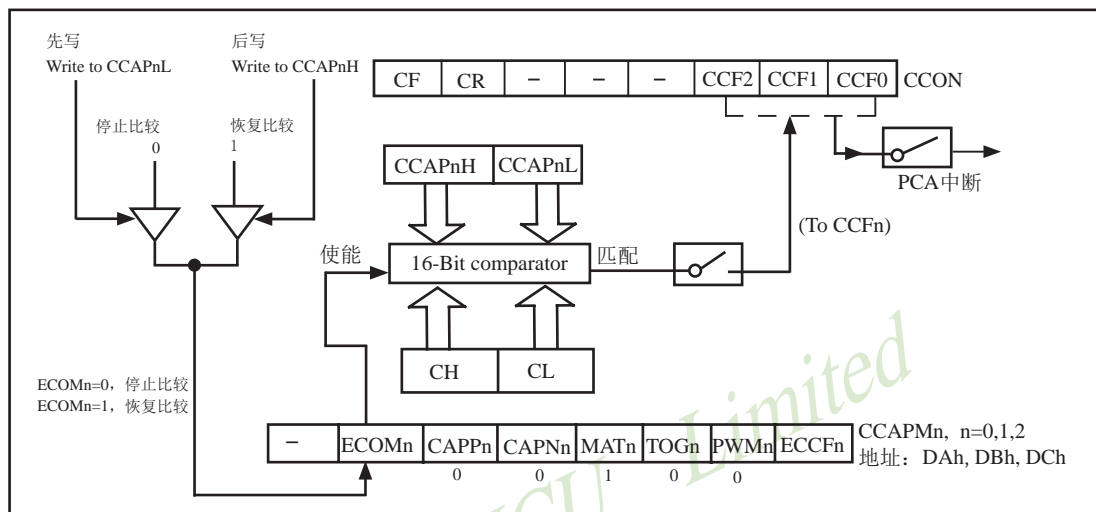 先写
Write to CCAPnL
后写
Write to CCAPnH
CF CR – – – CCF2 CCF1 CCF0 CCON
停止比较
0
恢复比较
1
CCAPnH CCAPnL
PCA中断
(To CCFn)
使能
16-Bit comparator
匹配
CH CL
ECOMn=0，停止比较
ECOMn=1，恢复比较
– ECOMn CAPPn CAPNn MATn TOGn PWMn ECCFn
0 0 1 0 0
CCAPMn, n=0,1,2
地址：DAh, DBh, DCh
MCU Limited